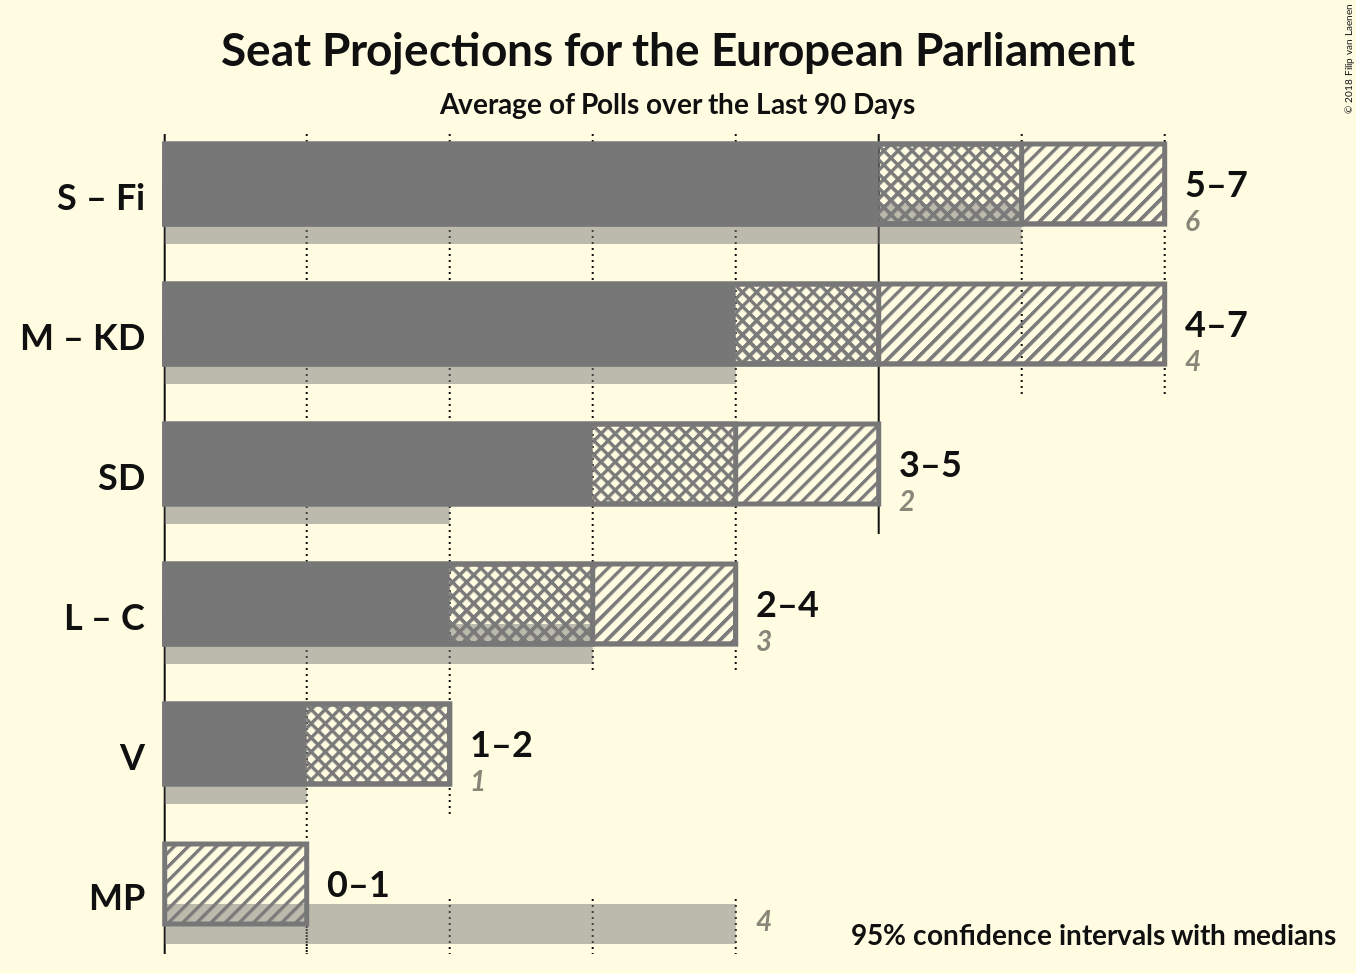 Seat Projections for the European Parliament
Average of Polls over the Last 90 Days
© 2018 Filip van Laenen
S – Fi
5–7
6
M – KD
4–7
4
SD
3–5
2
L – C
2–4
3
V
1–2
1
MP
0–1
4
95% confidence intervals with medians